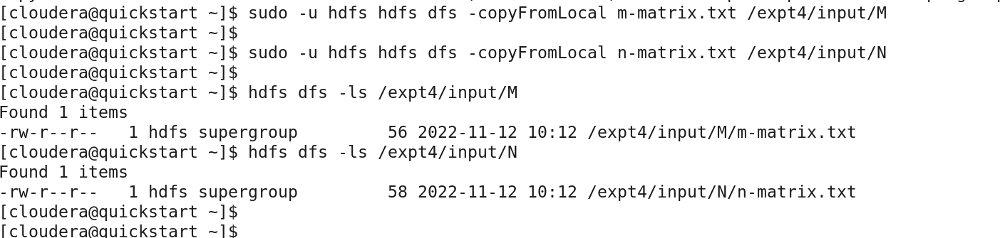 [cloudera@quickstart ~]$ sudo -u hdfs hdfs dfs -copyFromLocal m-matrix.txt /expt4/input/M
[cloudera@quickstart ~]$
[cloudera@quickstart ~]$ sudo -u hdfs hdfs dfs -copyFromLocal n-matrix.txt /expt4/input/N
[cloudera@quickstart ~]$
[cloudera@quickstart ~]$ hdfs dfs -ls /expt4/input/M
Found 1 items
-rw-r--r--   1 hdfs supergroup         56 2022-11-12 10:12 /expt4/input/M/m-matrix.txt
[cloudera@quickstart ~]$ hdfs dfs -ls /expt4/input/N
Found 1 items
-rw-r--r--   1 hdfs supergroup         58 2022-11-12 10:12 /expt4/input/N/n-matrix.txt
[cloudera@quickstart ~]$
[cloudera@quickstart ~]$